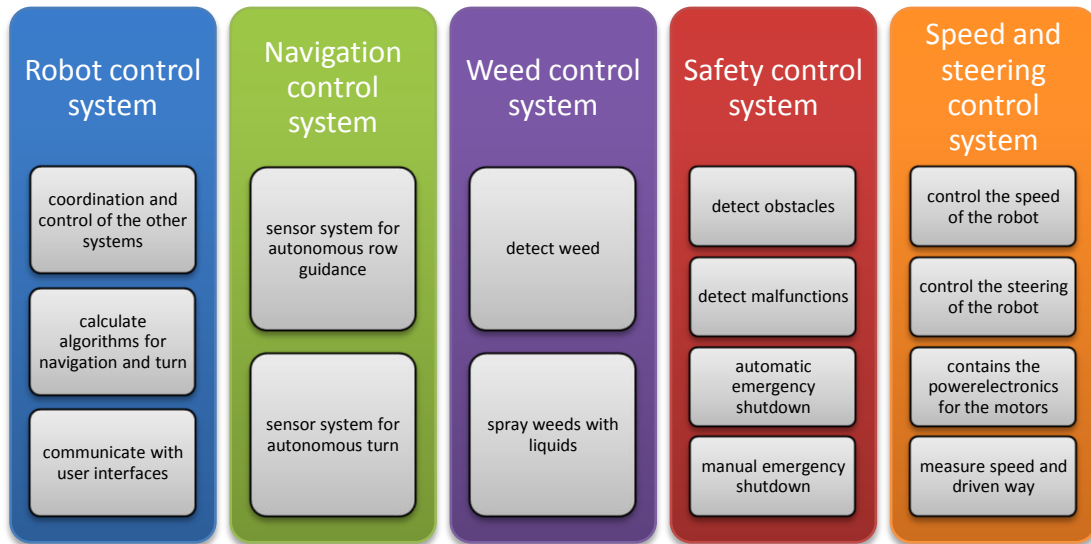 Robot control
system
coordination and
control of the other
systems
calculate
algorithms for
navigation and turn
communicate with
user interfaces
Navigation
control
system
sensor system for
autonomous row
guidance
sensor system for
autonomous turn
Weed control
system
detect weed
spray weeds with
liquids
Safety control
system
detect obstacles
detect malfunctions
automatic
emergency
shutdown
manual emergency
shutdown
Speed and
steering
control
system
control the speed
of the robot
control the steering
of the robot
contains the
powerelectronics
for the motors
measure speed and
driven way